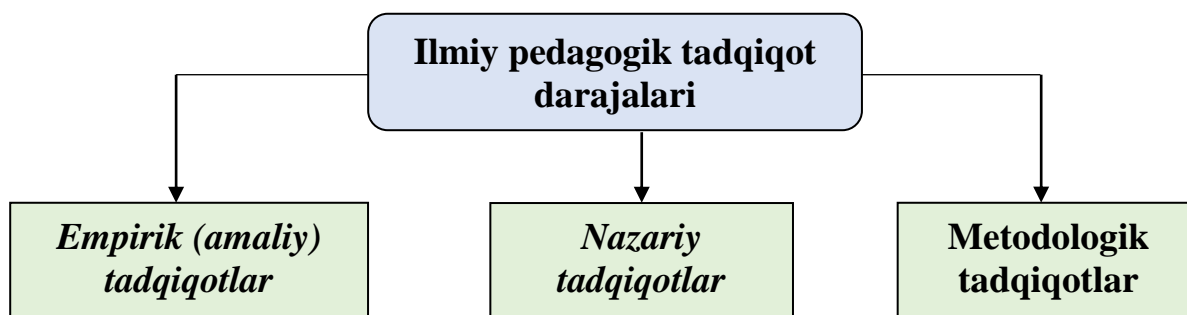 Ilmiy pedagogik tadqiqot
darajalari
Empirik (amaliy)
tadqiqotlar
Nazariy
tadqiqotlar
Metodologik
tadqiqotlar